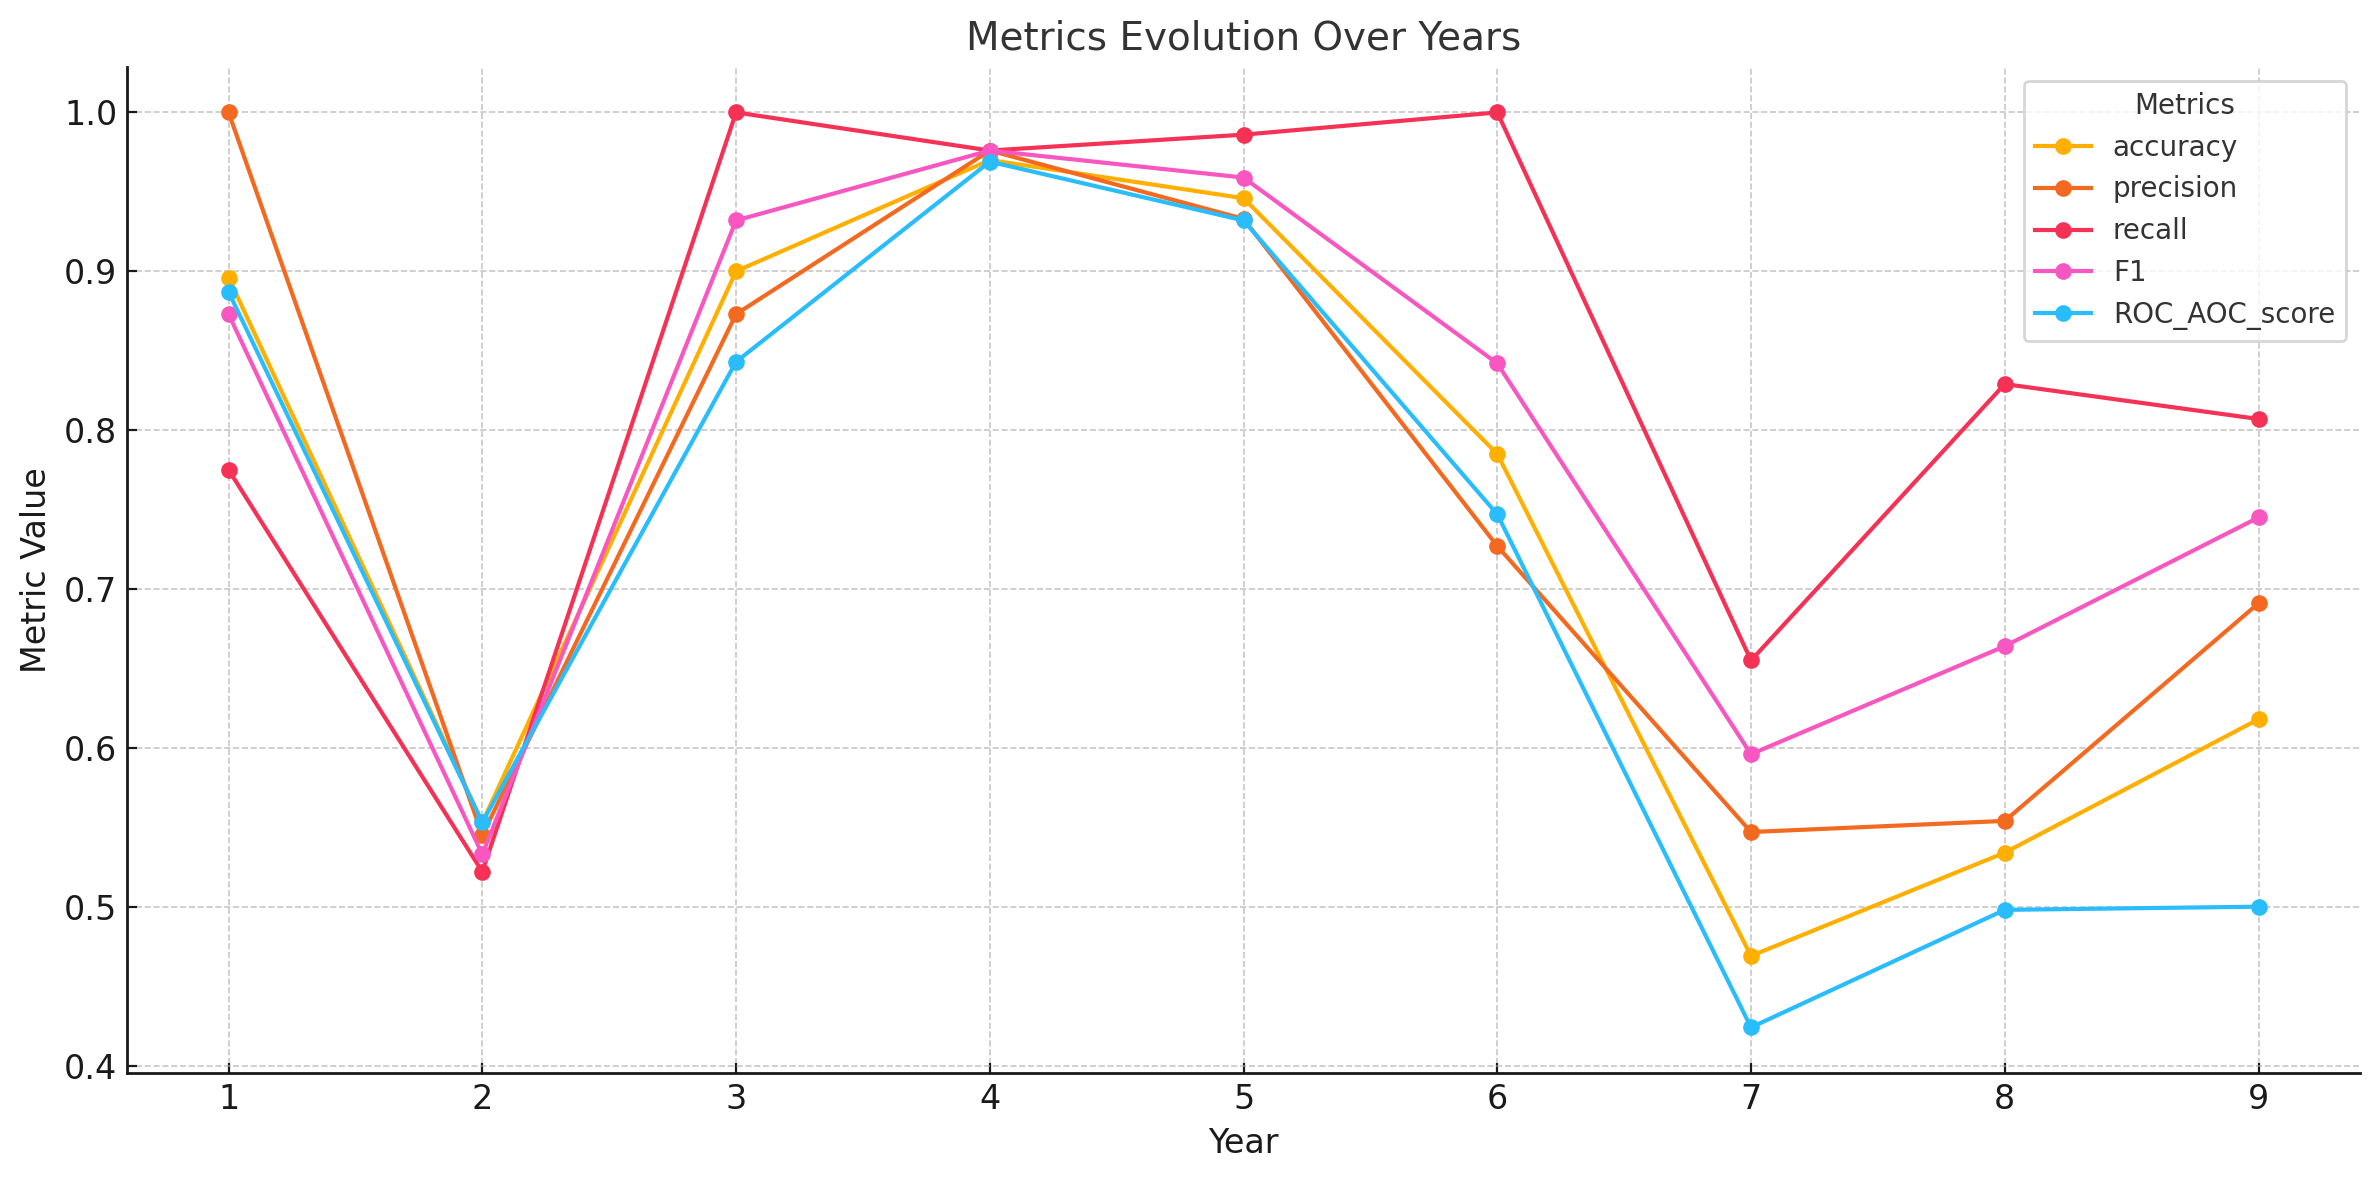 Metrics Evolution Over Years
Metrics
accuracy
precision
recall
F1
ROC_AOC_score
Metric Value
1.0
0.9
0.8
0.7
0.6
0.5
0.4
1 2 3 4 5 6 7 8 9
Year